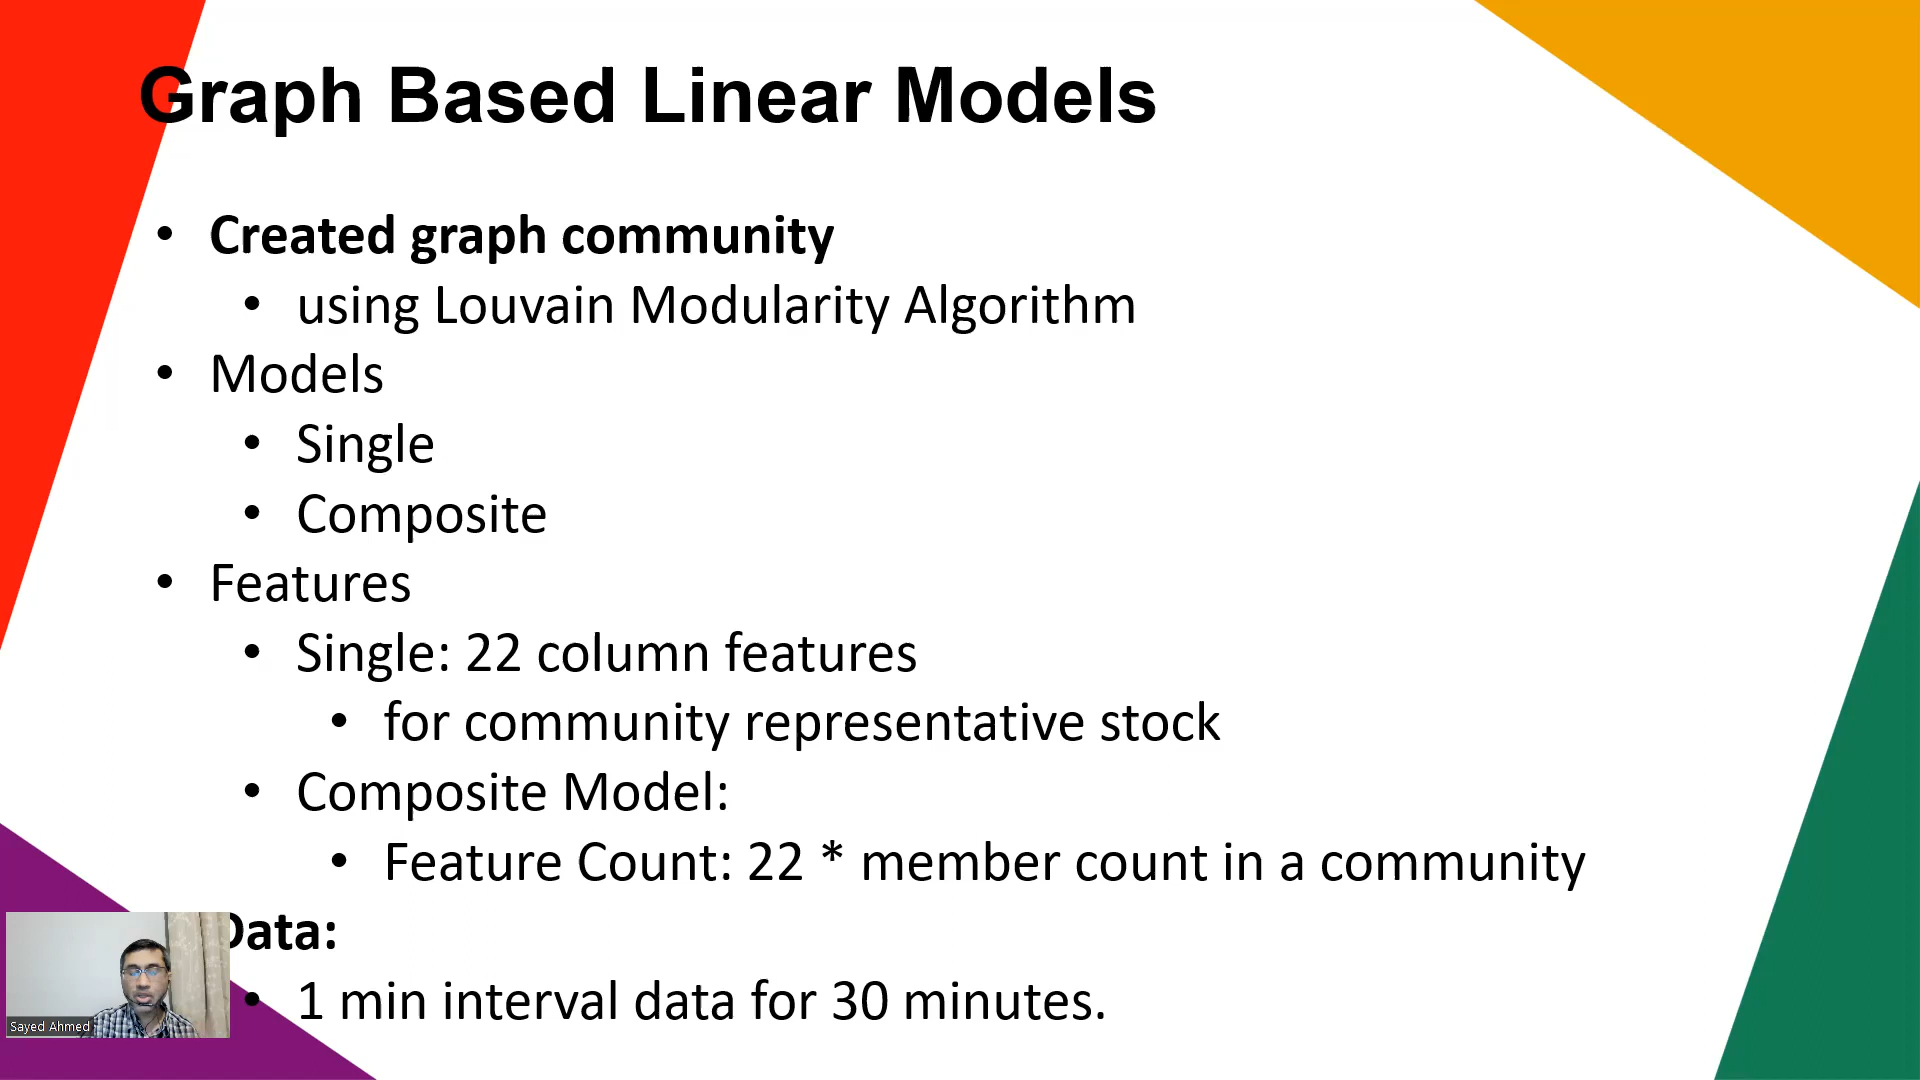 Graph Based Linear Models
• Created graph community
• using Louvain Modularity Algorithm
• Models
• Single
• Composite
• Features
• Single: 22 column features
• for community representative stock
• Composite Model:
• Feature Count: 22 * member count in a community
Data:
• 1 min interval data for 30 minutes.
Sayed Ahmed